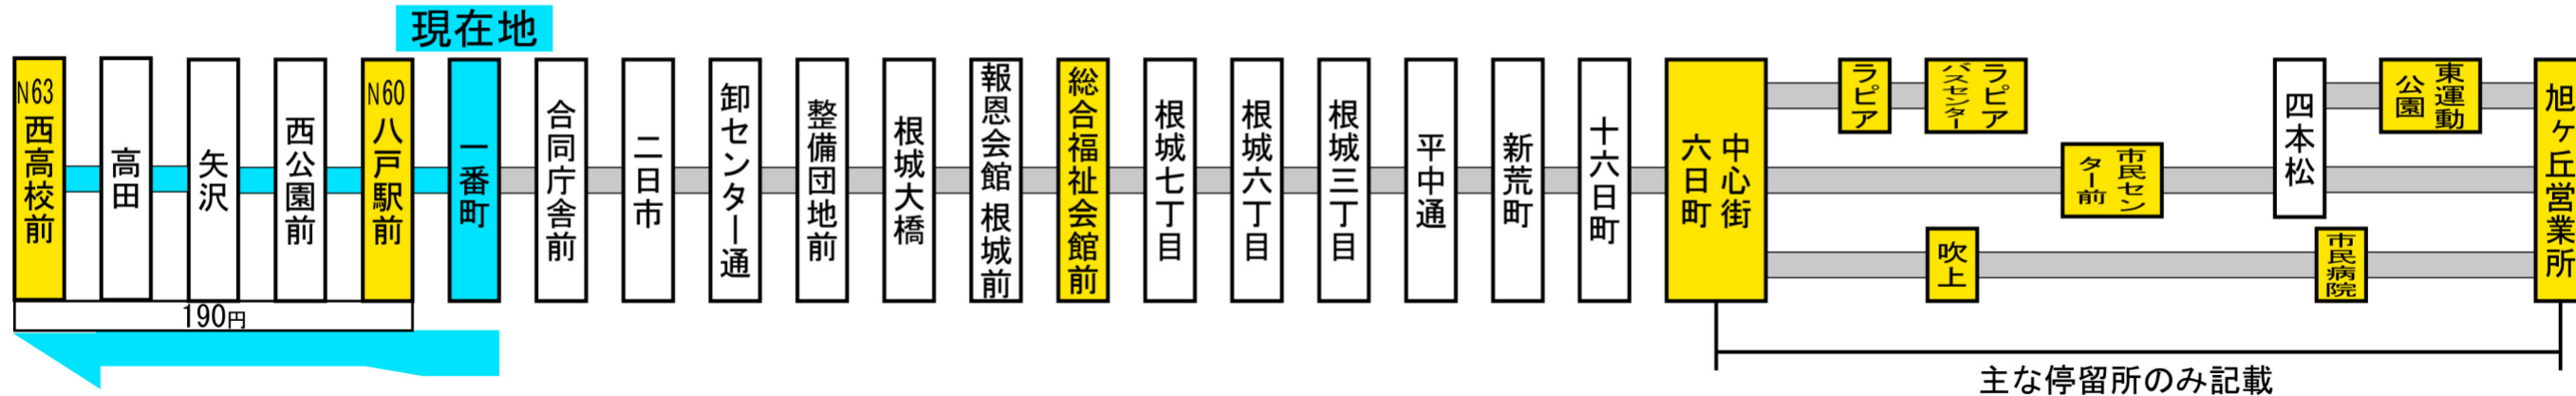 現在地
N63
西高校前
高田
矢沢
西公園前
N60
八戸駅前
一番町
合同庁舎前
二日市
卸センター通
整備団地前
根城大橋
報恩会館 根城前
総合福祉会館前
根城七丁目
根城六丁目
根城三丁目
平中通
新荒町
十六日町
中心街
六日町
ラピア
ラピア
バスセンター
市民セン
ター前
吹上
四本松
市民病院
東運動
公園
旭ヶ丘営業所
190円
主な停留所のみ記載